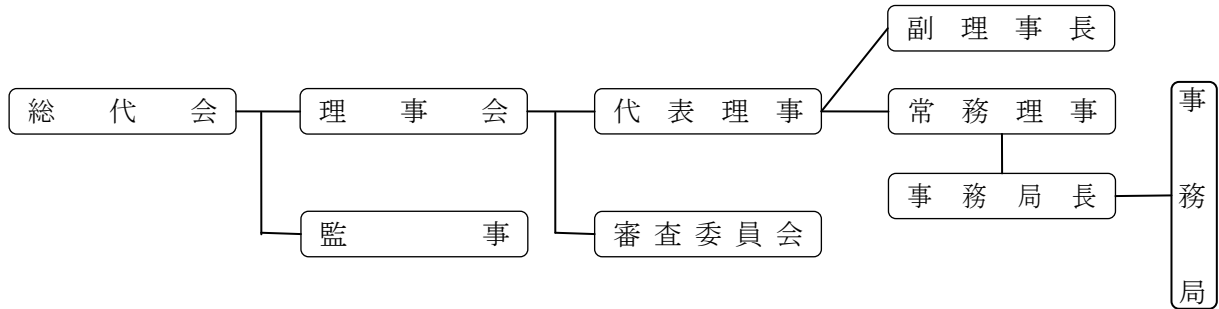 副理事長
総代会
理事会
代表理事
常務理事
事務局
事務局長
監事
審査委員会